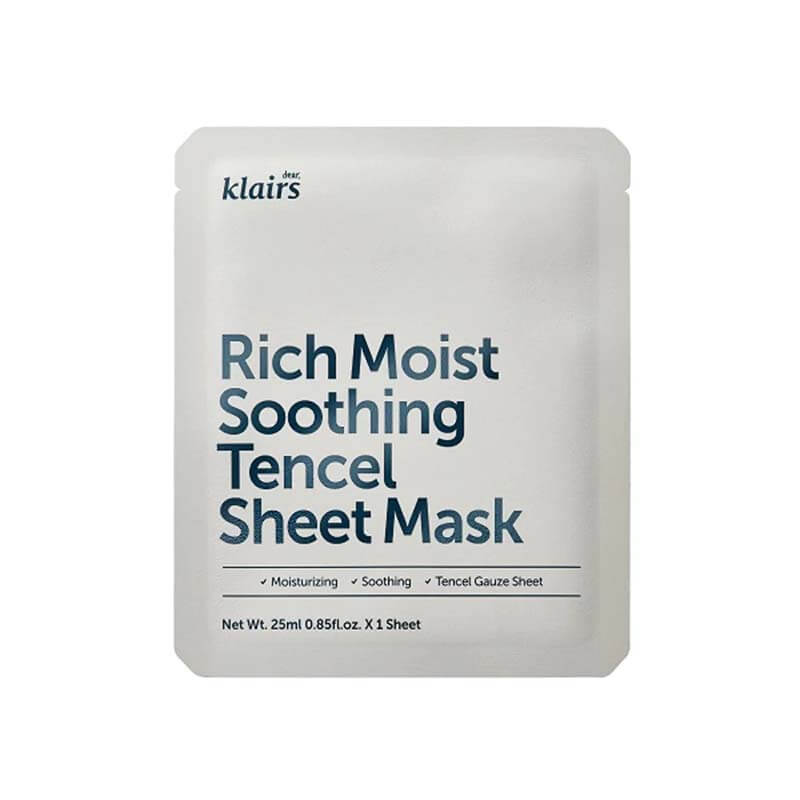 dear,
klairs
Rich Moist
Soothing
Tencel
Sheet Mask
✓ Moisturizing ✓ Soothing ✓ Tencel Gauze Sheet
Net Wt. 25ml 0.85fl.oz. X 1 Sheet